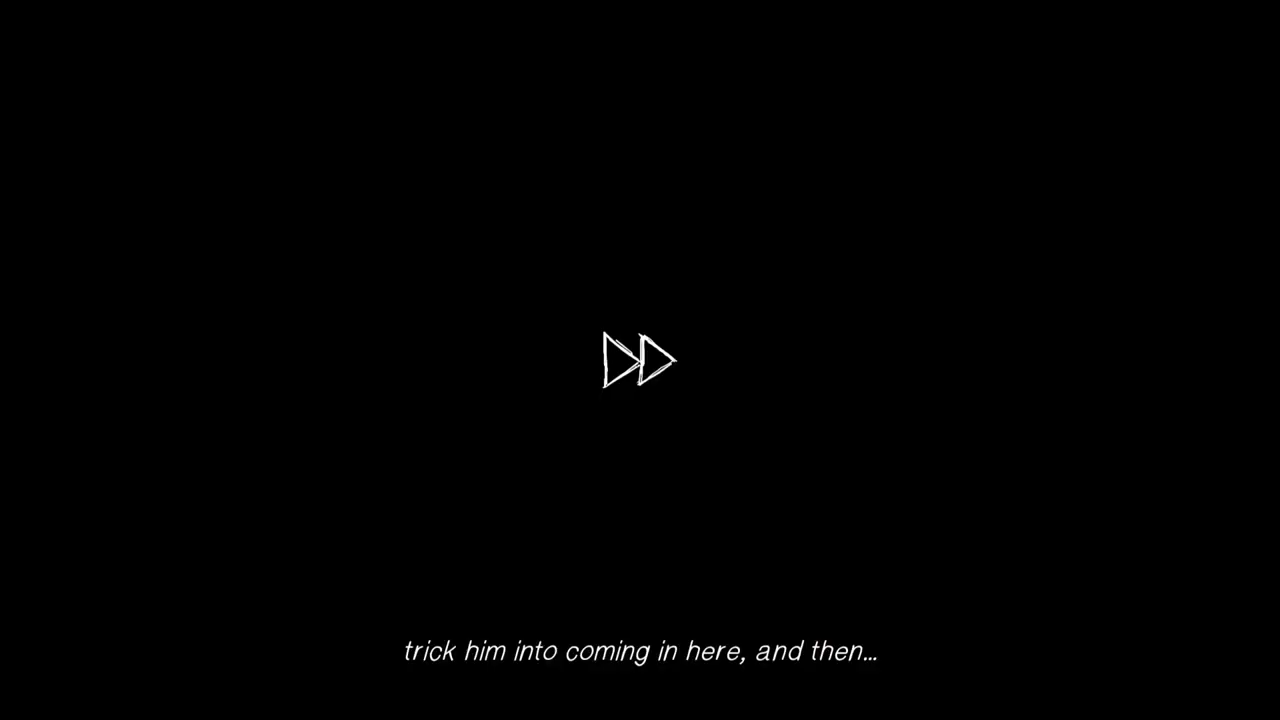 trick him into coming in here, and then...